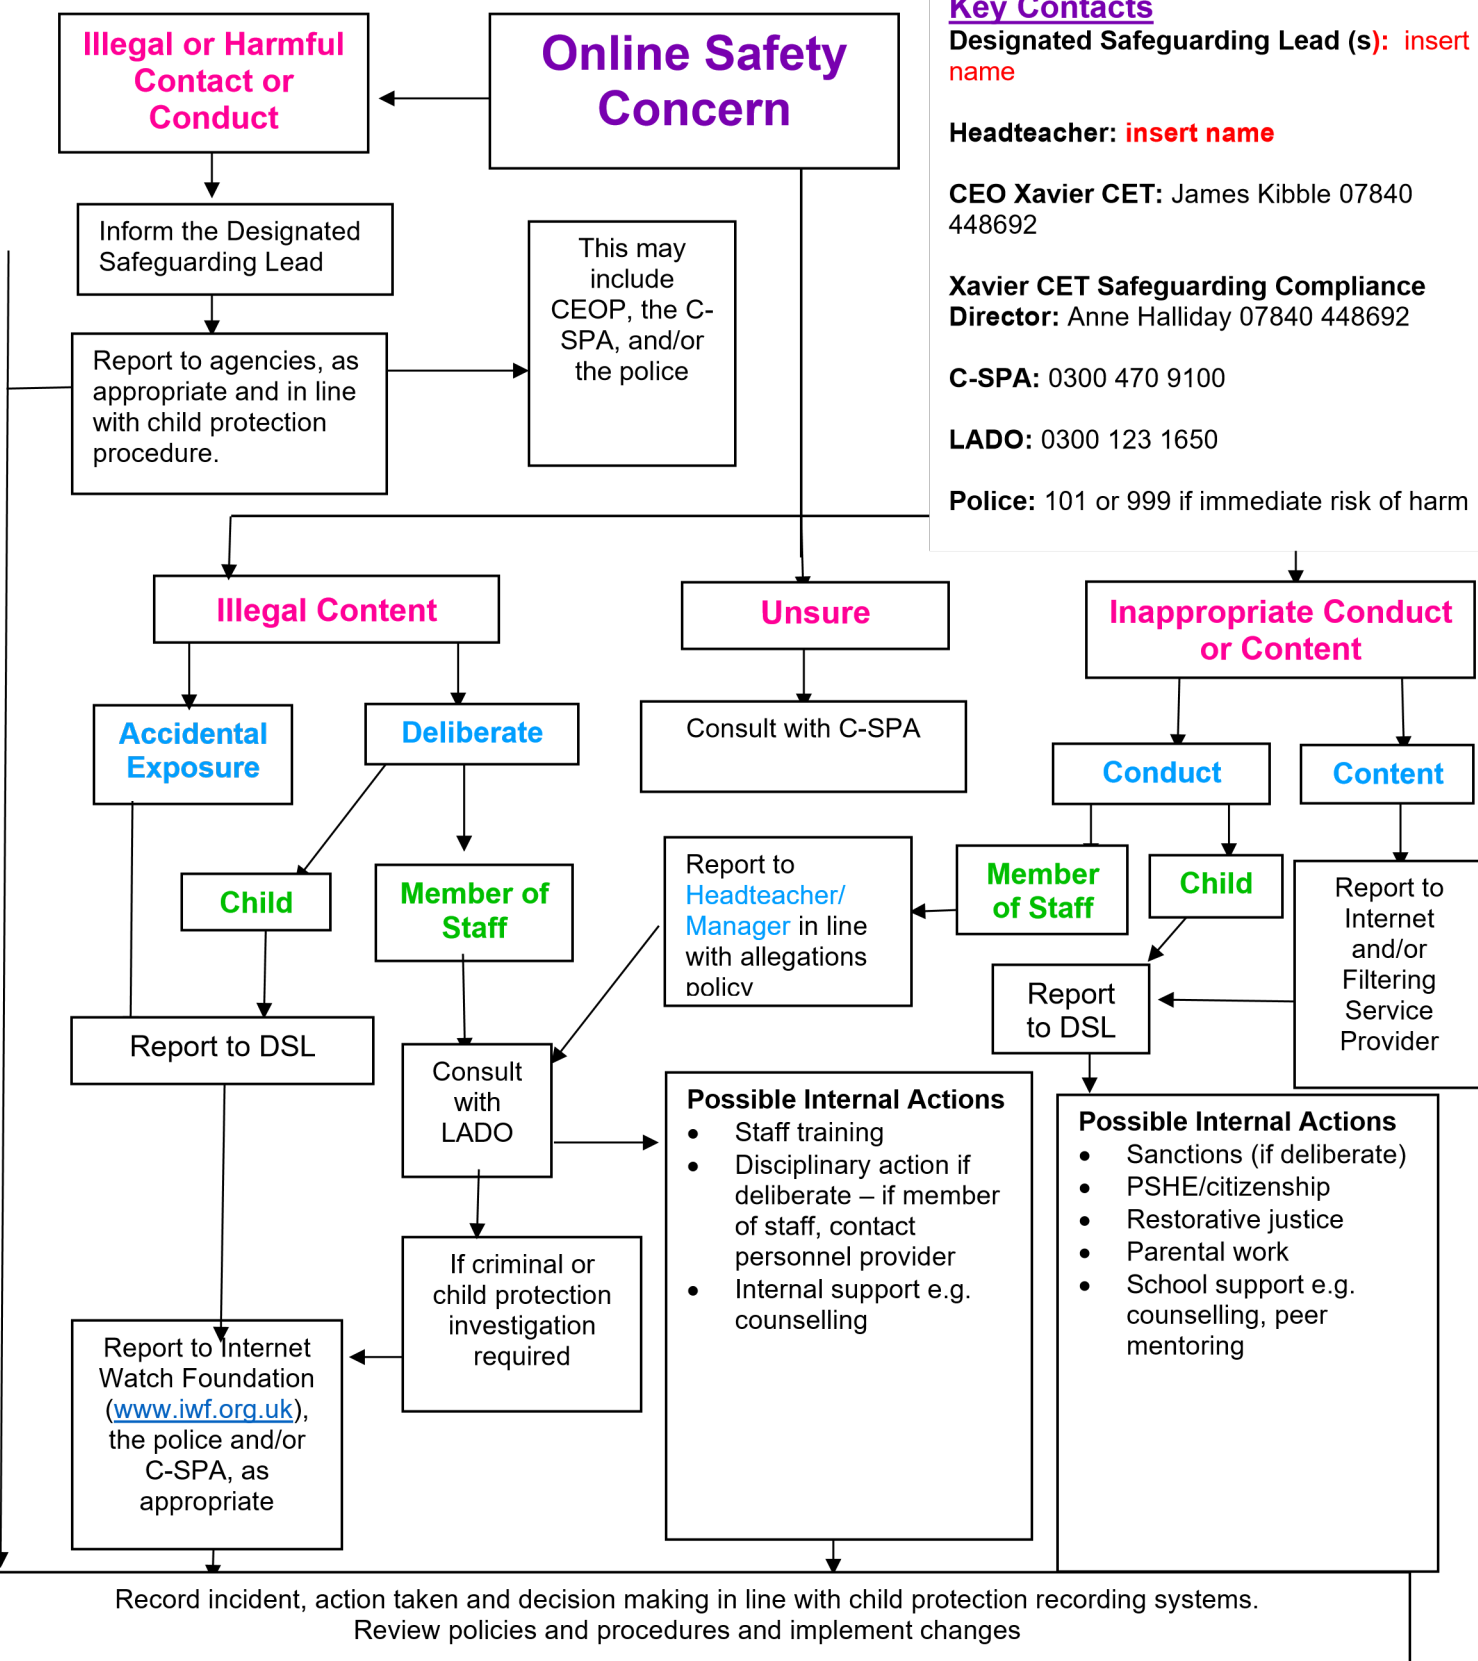 Illegal or Harmful
Contact or
Conduct
Online Safety
Concern
Key Contacts
Designated Safeguarding Lead (s): insert
name
Headteacher: insert name
CEO Xavier CET: James Kibble 07840
448692
Xavier CET Safeguarding Compliance
Director: Anne Halliday 07840 448692
C-SPA: 0300 470 9100
LADO: 0300 123 1650
Police: 101 or 999 if immediate risk of harm
Inform the Designated
Safeguarding Lead
This may
include
CEOP, the C-
SPA, and/or
the police
Report to agencies, as
appropriate and in line
with child protection
procedure.
Illegal Content
Unsure
Inappropriate Conduct
or Content
Accidental
Exposure
Deliberate
Consult with C-SPA
Conduct
Content
Child
Member of
Staff
Report to
Headteacher/
Manager in line
with allegations
policy
Member
of Staff
Child
Report to
Internet
and/or
Filtering
Service
Provider
Report to DSL
Consult
with
LADO
Report
to DSL
Possible Internal Actions
• Staff training
• Disciplinary action if
deliberate – if member
of staff, contact
personnel provider
• Internal support e.g.
counselling
Possible Internal Actions
• Sanctions (if deliberate)
• PSHE/citizenship
• Restorative justice
• Parental work
• School support e.g.
counselling, peer
mentoring
If criminal or
child protection
investigation
required
Report to Internet
Watch Foundation
(www.iwf.org.uk),
the police and/or
C-SPA, as
appropriate
Record incident, action taken and decision making in line with child protection recording systems.
Review policies and procedures and implement changes